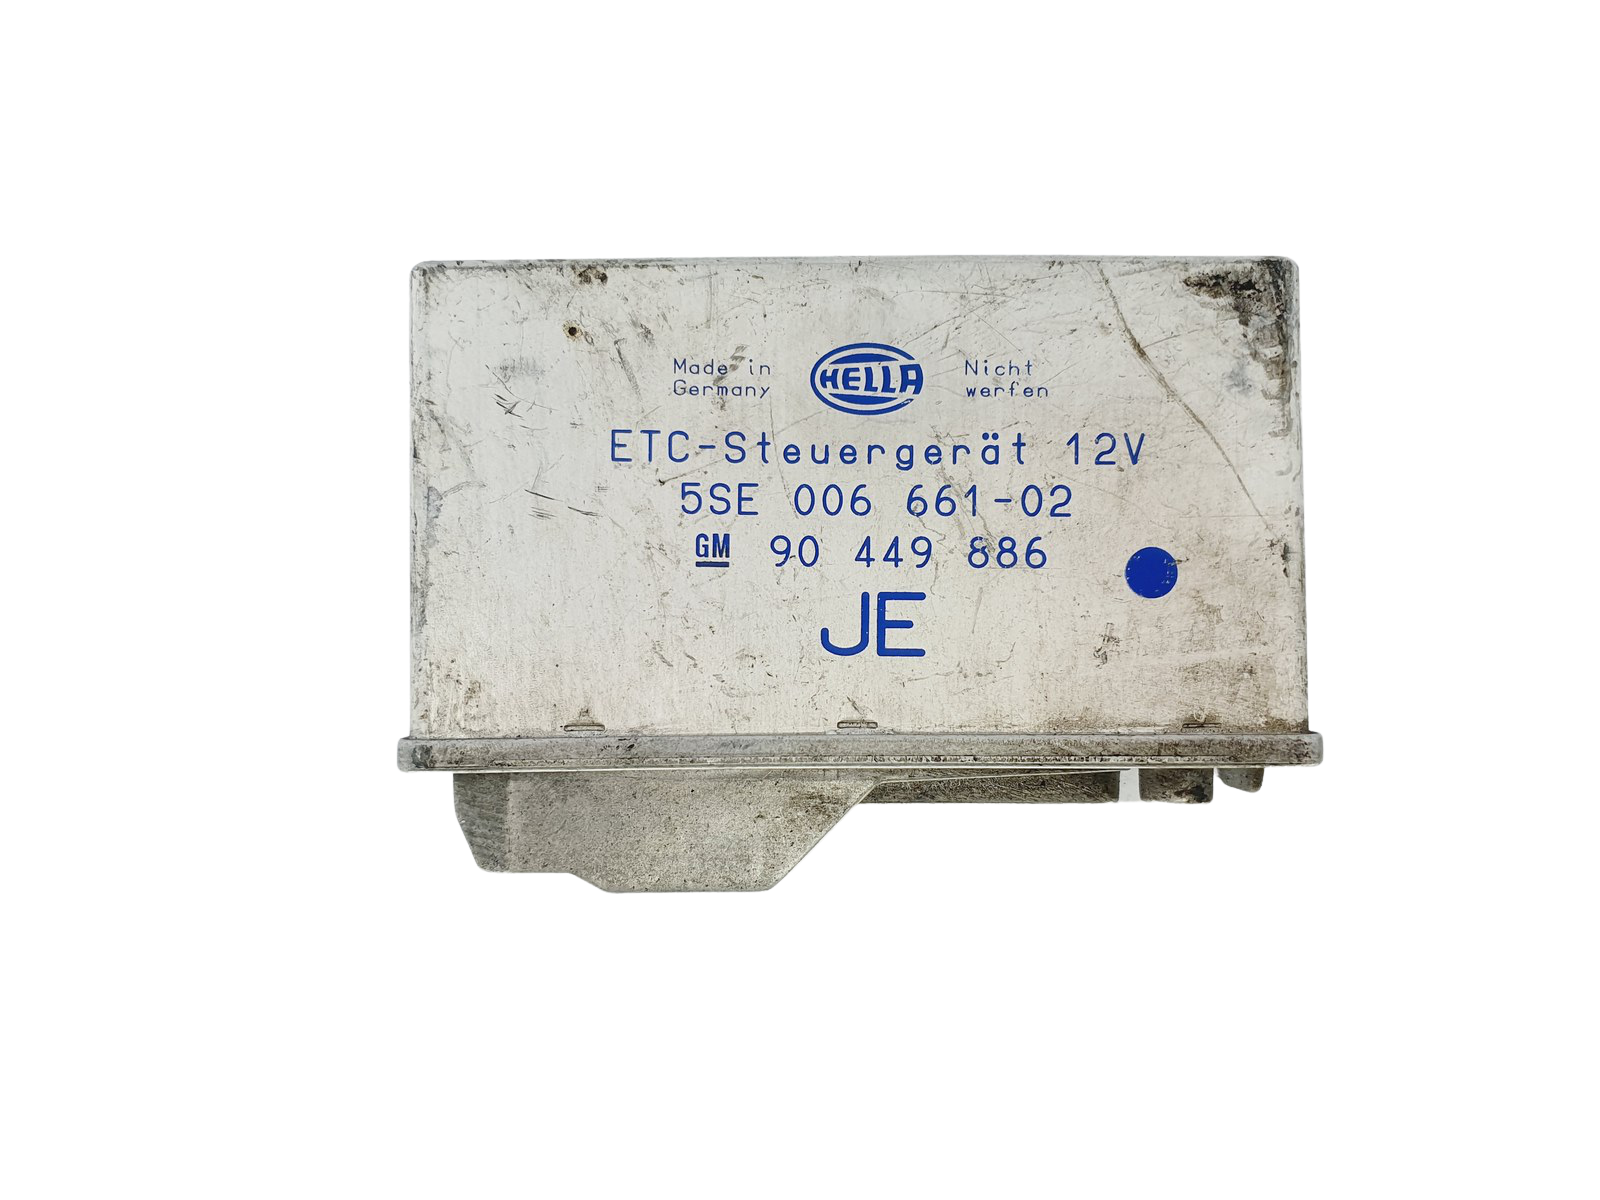 Made in Germany
HELLA
Nicht werfen
ETC-Steuergerät 12V
5SE 006 661-02
GM 90 449 886
JE